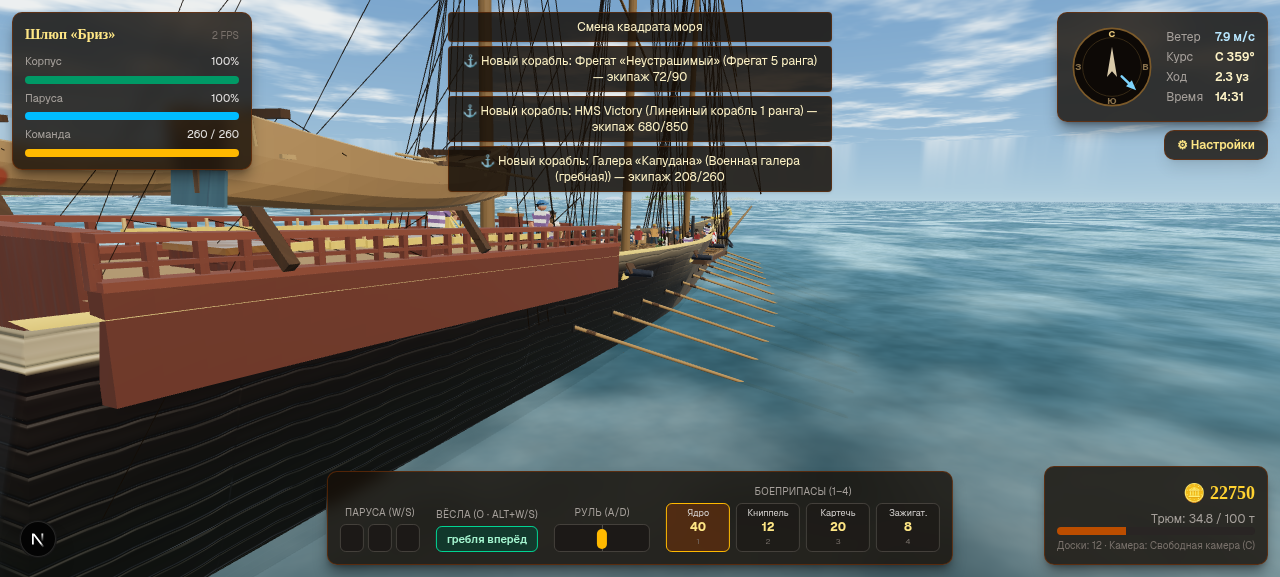 Шлюп «Бриз»
2 FPS
Корпус
100%
Паруса
100%
Команда
260 / 260
Смена квадрата моря
⚓ Новый корабль: Фрегат «Неустрашимый» (Фрегат 5 ранга)
— экипаж 72/90
⚓ Новый корабль: HMS Victory (Линейный корабль 1 ранга) —
экипаж 680/850
⚓ Новый корабль: Галера «Капудана» (Военная галера
(гребная)) — экипаж 208/260
С
З
В
Ю
Ветер 7.9 м/с
Курс С 359°
Ход 2.3 уз
Время 14:31
⚙ Настройки
ПАРУСА (W/S)
ВЁСЛА (O · ALT+W/S)
гребля вперёд
РУЛЬ (A/D)
БОЕПРИПАСЫ (1–4)
Ядро
40
1
Книппель
12
2
Картечь
20
3
Зажигат.
8
4
22750
Трюм: 34.8 / 100 т
Доски: 12 · Камера: Свободная камера (C)
N